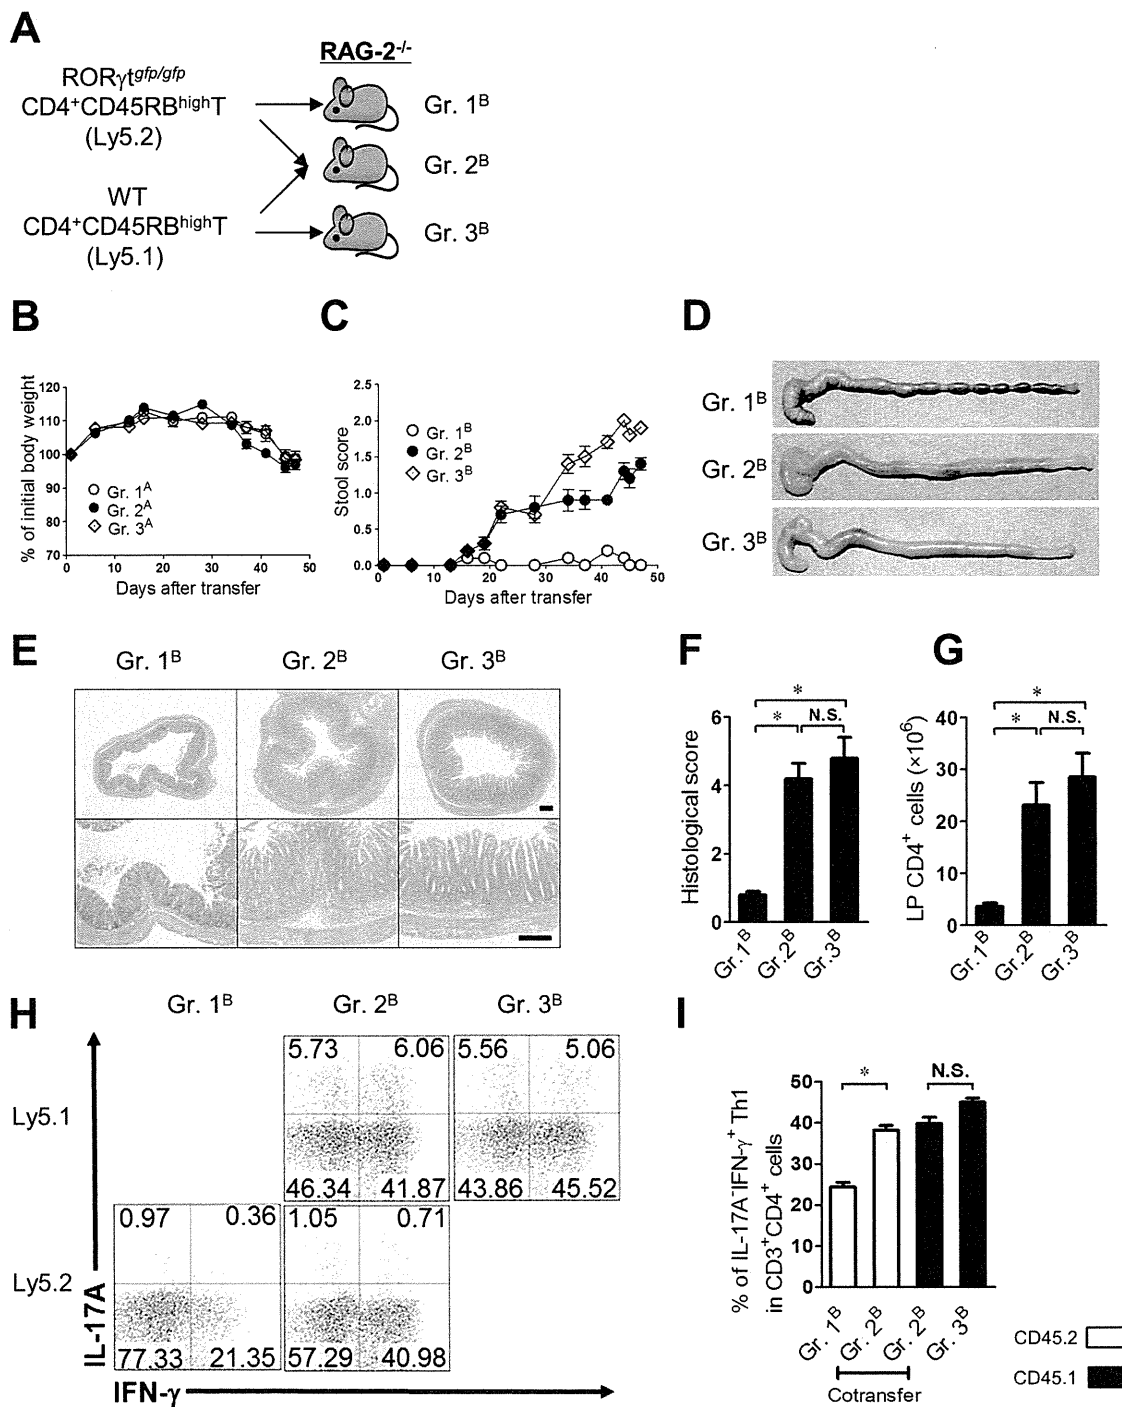 A
RAG-2-/-
RORγtgfp/gfp
CD4+CD45RBhighT
(Ly5.2)
Gr. 1B
Gr. 2B
WT
CD4+CD45RBhighT
(Ly5.1)
Gr. 3B
B
% of initial body weight
120
110
100
90
80
70
Gr. 1A
Gr. 2A
Gr. 3A
0 10 20 30 40 50
Days after transfer
C
Stool score
2.5
2.0
1.5
1.0
0.5
0.0
Gr. 1B
Gr. 2B
Gr. 3B
0 10 20 30 40 50
Days after transfer
D
Gr. 1B
Gr. 2B
Gr. 3B
E
Gr. 1B Gr. 2B Gr. 3B
F
Histological score
*
* N.S.
6
4
2
0
Gr.1B Gr.2B Gr.3B
G
LP CD4+ cells (×10^6)
*
* N.S.
40
30
20
10
0
Gr.1B Gr.2B Gr.3B
H
Gr. 1B Gr. 2B Gr. 3B
Ly5.1
5.73 6.06 5.56 5.06
46.34 41.87 43.86 45.52
Ly5.2
0.97 0.36 1.05 0.71
77.33 21.35 57.29 40.98
IL-17A
IFN-γ
I
% of IL-17A-IFN-γ+ Th1
in CD3+CD4+ cells
* N.S.
50
40
30
20
10
0
Gr. 1B Gr. 2B Gr. 2B Gr. 3B
Cotransfer
CD45.2
CD45.1